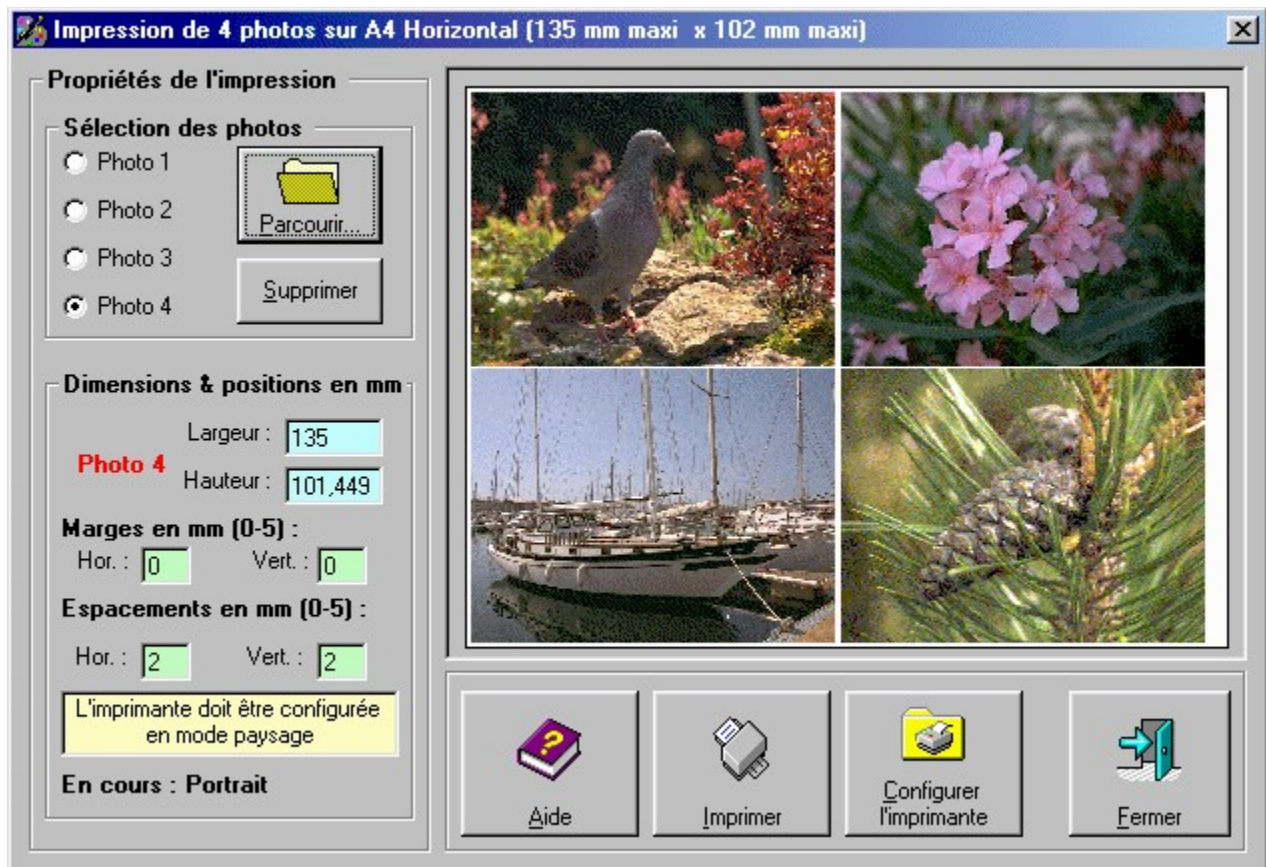 Impression de 4 photos sur A4 Horizontal (135 mm maxi x 102 mm maxi)
Propriétés de l'impression
Sélection des photos
Photo 1
Photo 2
Photo 3
Photo 4
Parcourir...
Supprimer
Dimensions & positions en mm
Photo 4
Largeur : 135
Hauteur : 101,449
Marges en mm (0-5) :
Hor. : 0 Vert. : 0
Espacements en mm (0-5) :
Hor. : 2 Vert. : 2
L'imprimante doit être configurée
en mode paysage
En cours : Portrait
Aide
Imprimer
Configurer
l'imprimante
Fermer